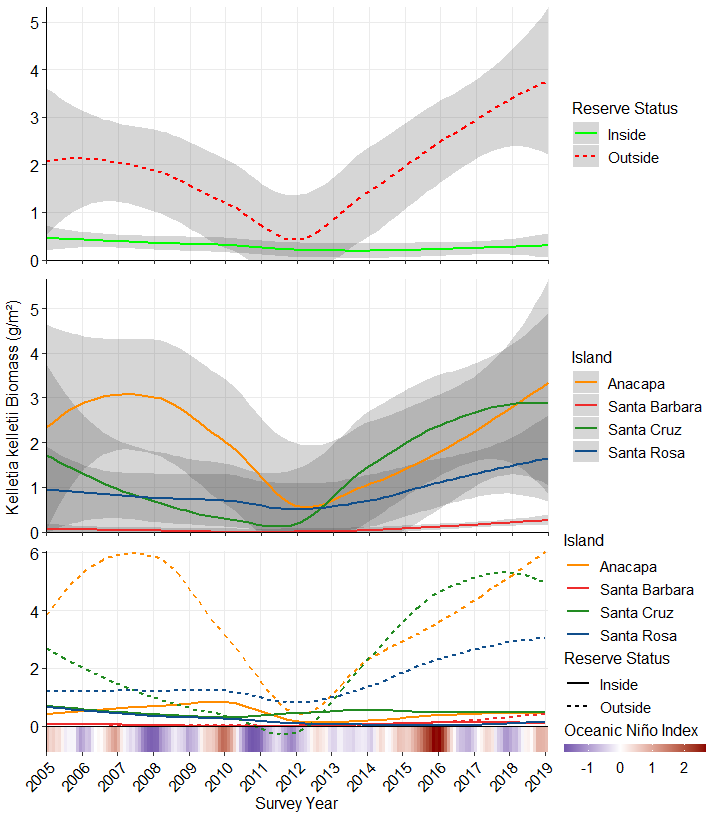 5
4
3
2
1
0
Reserve Status
Inside
Outside
Kelletia kelletii Biomass (g/m²)
5
4
3
2
1
0
Island
Anacapa
Santa Barbara
Santa Cruz
Santa Rosa
6
4
2
0
Island
Anacapa
Santa Barbara
Santa Cruz
Santa Rosa
Reserve Status
Inside
Outside
Oceanic Niño Index
-1 0 1 2
2005 2006 2007 2008 2009 2010 2011 2012 2013 2014 2015 2016 2017 2018 2019
Survey Year